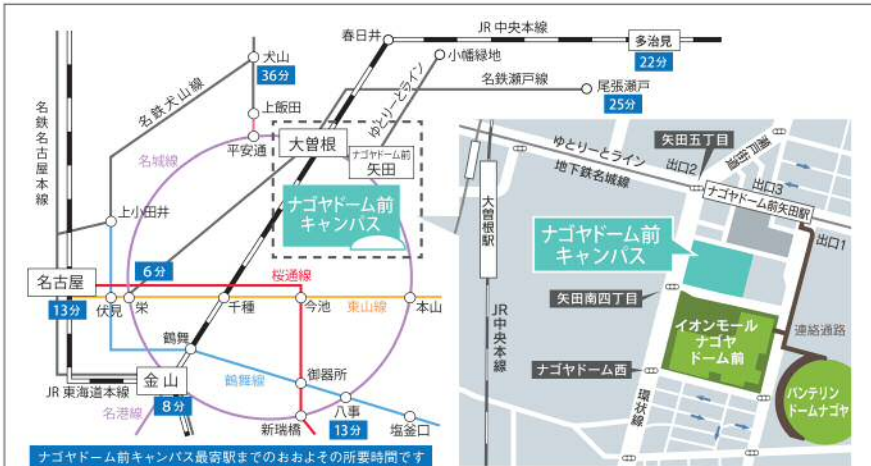 春日井
JR中央本線
多治見
22分
小幡緑地
犬山
36分
名鉄瀬戸線
尾張瀬戸
25分
名鉄犬山線
ゆとりーとライン
名鉄名古屋本線
上飯田
名城線
平安通
大曽根
ナゴヤドーム前
矢田
上小田井
ナゴヤドーム前
キャンパス
6分
名古屋
13分
桜通線
伏見
栄
千種
今池
東山線
本山
鶴舞
鶴舞線
御器所
金山
8分
JR東海道本線
名港線
八事
13分
新瑞橋
塩釜口
ナゴヤドーム前キャンパス最寄駅までのおおよその所要時間です
矢田五丁目
瀬戸街道
ゆとりーとライン
地下鉄名城線
出口2
出口3
ナゴヤドーム前矢田駅
出口1
大曽根駅
ナゴヤドーム前
キャンパス
矢田南四丁目
JR中央本線
イオンモール
ナゴヤ
ドーム前
連絡通路
ナゴヤドーム西
環状線
バンテリン
ドームナゴヤ